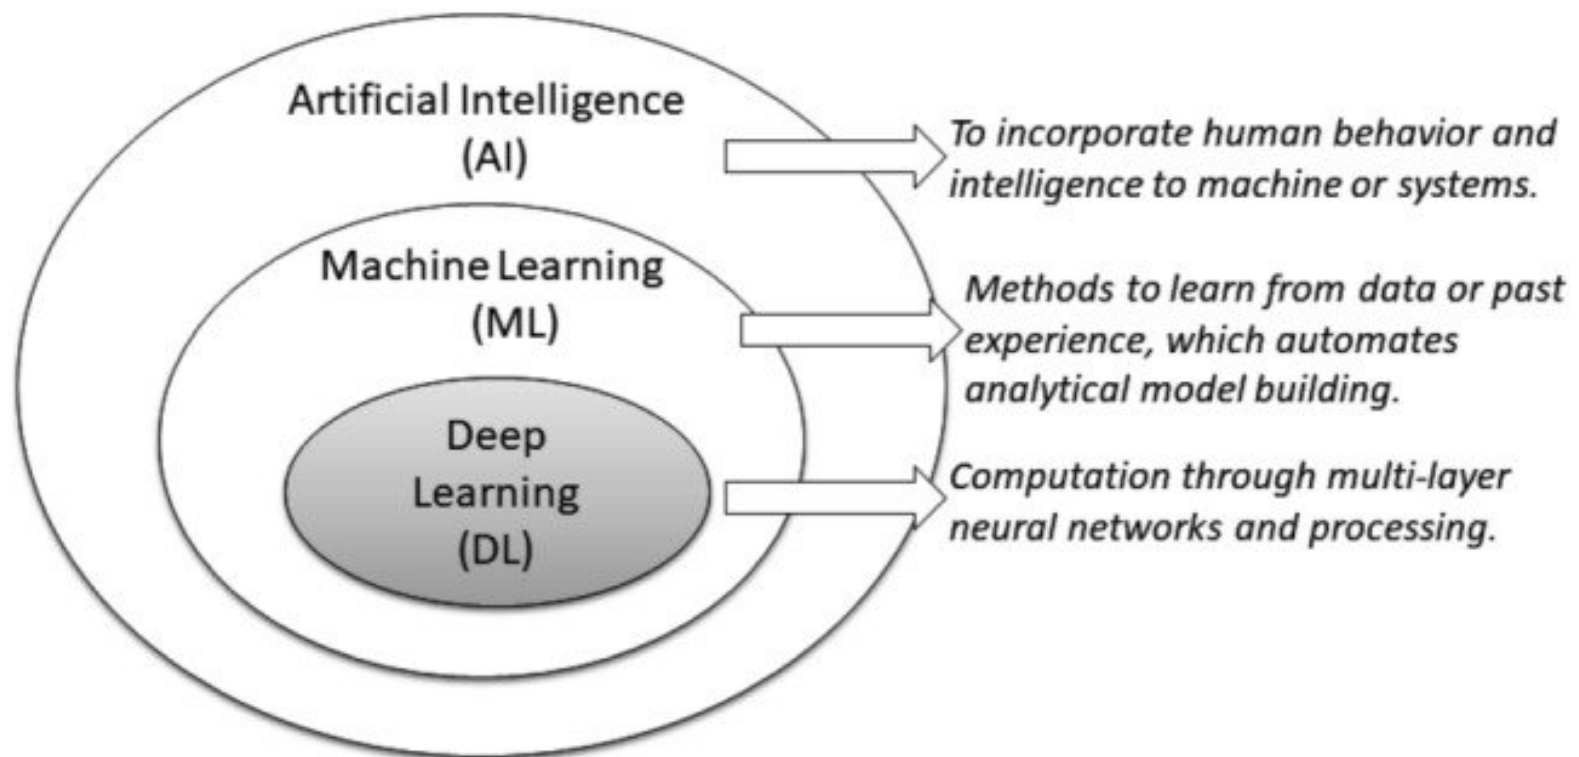 Artificial Intelligence
(AI)
To incorporate human behavior and
intelligence to machine or systems.
Machine Learning
(ML)
Methods to learn from data or past
experience, which automates
analytical model building.
Deep
Learning
(DL)
Computation through multi-layer
neural networks and processing.